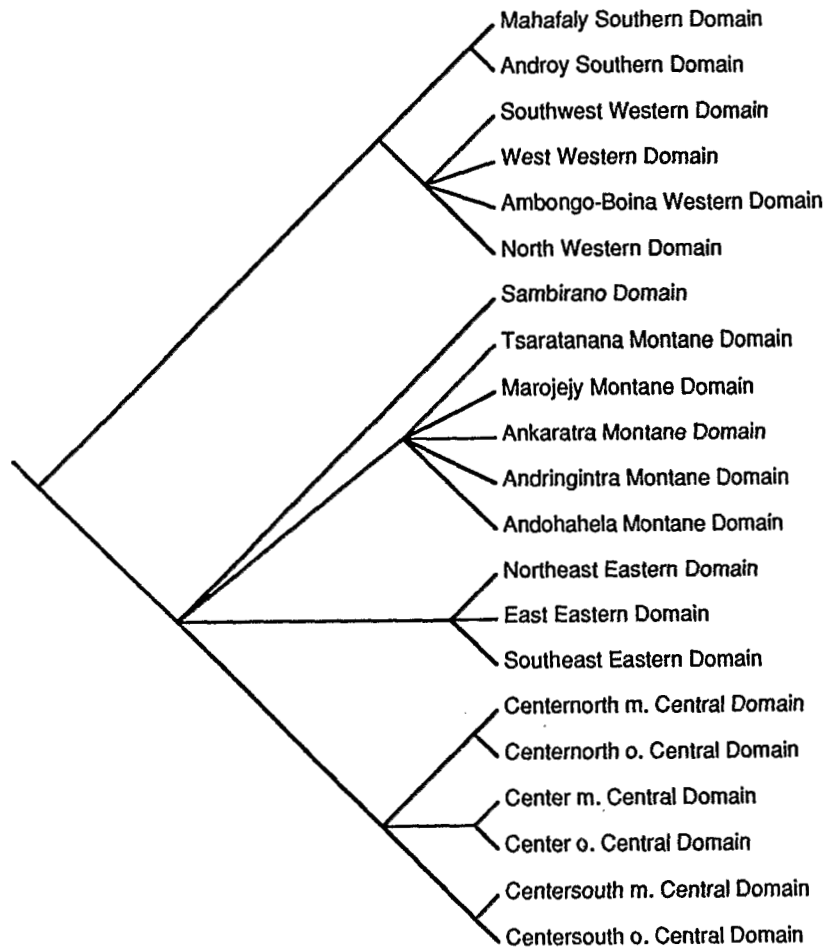 Mahafaly Southern Domain
Androy Southern Domain
Southwest Western Domain
West Western Domain
Ambongo-Boina Western Domain
North Western Domain
Sambirano Domain
Tsaratanana Montane Domain
Marojejy Montane Domain
Ankaratra Montane Domain
Andringintra Montane Domain
Andohahela Montane Domain
Northeast Eastern Domain
East Eastern Domain
Southeast Eastern Domain
Centernorth m. Central Domain
Centernorth o. Central Domain
Center m. Central Domain
Center o. Central Domain
Centersouth m. Central Domain
Centersouth o. Central Domain